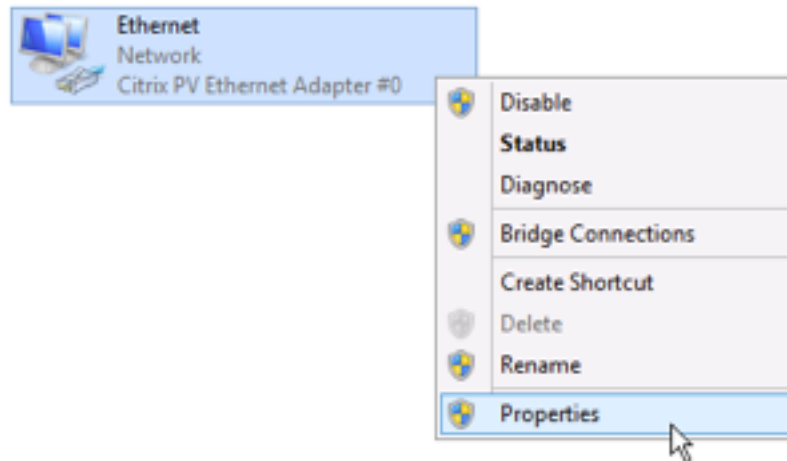 Ethernet
Network
Citrix PV Ethernet Adapter #0
Disable
Status
Diagnose
Bridge Connections
Create Shortcut
Delete
Rename
Properties